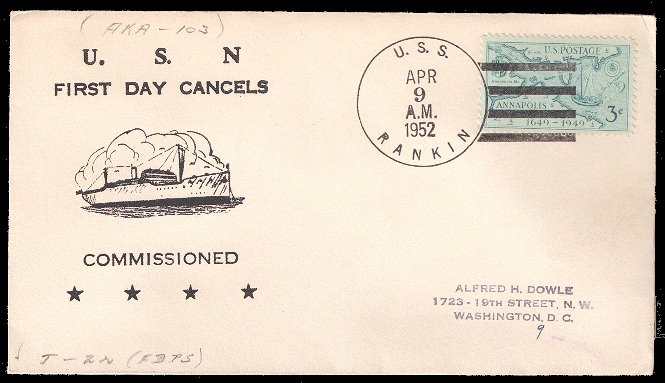 (AKA-103)
U. S. N
FIRST DAY CANCELS
COMMISSIONED
U. S. S.
APR
9
A.M.
1952
RANKIN
U.S. POSTAGE
ANNAPOLIS
1649-1949
3¢
ALFRED H. DOWLE
1723 - 19TH STREET, N. W.
WASHINGTON, D. C.
9